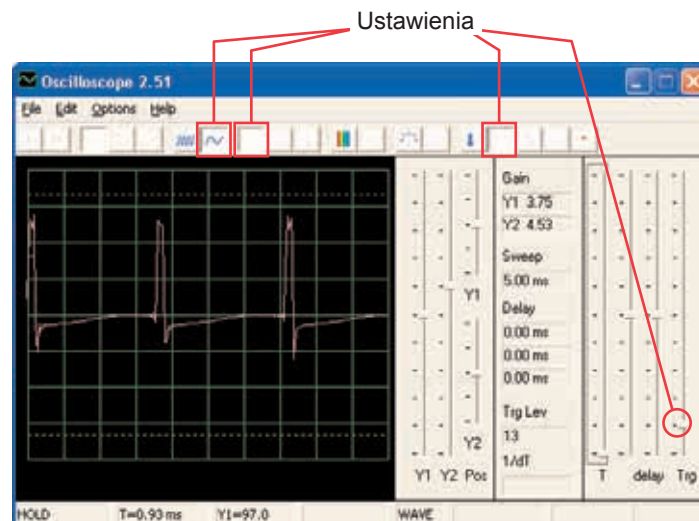 Ustawienia
Oscilloscope 2.51
File Edit Options Help
Gain
Y1 3.75
Y2 4.53
Sweep
5.00 ms
Delay
0.00 ms
0.00 ms
0.00 ms
Trg Lev
13
1/dT
Y1
Y2
Y1 Y2 Pos
T delay Trg
HOLD T=0.93 ms Y1=97.0 WAVE